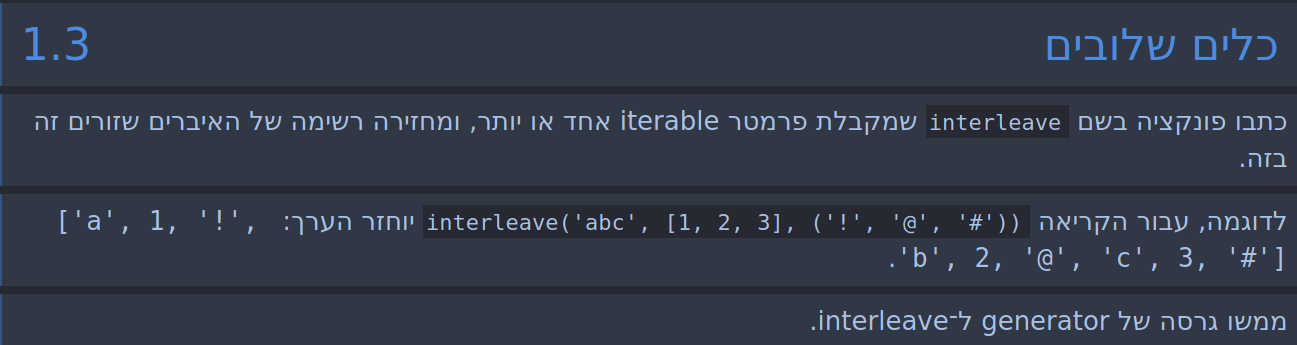 כלים שלובים 1.3
כתבו פונקציה בשם interleave שמקבלת פרמטר iterable אחד או יותר, ומחזירה רשימה של האיברים שזורים זה
בזה.
לדוגמה, עבור הקריאה interleave('abc', [1, 2, 3], ('!', '@', '#')) יוחזר הערך: ['a', 1, '!',
'b', 2, '@', 'c', 3, '#'].
ממשו גרסה של generator ל־interleave.